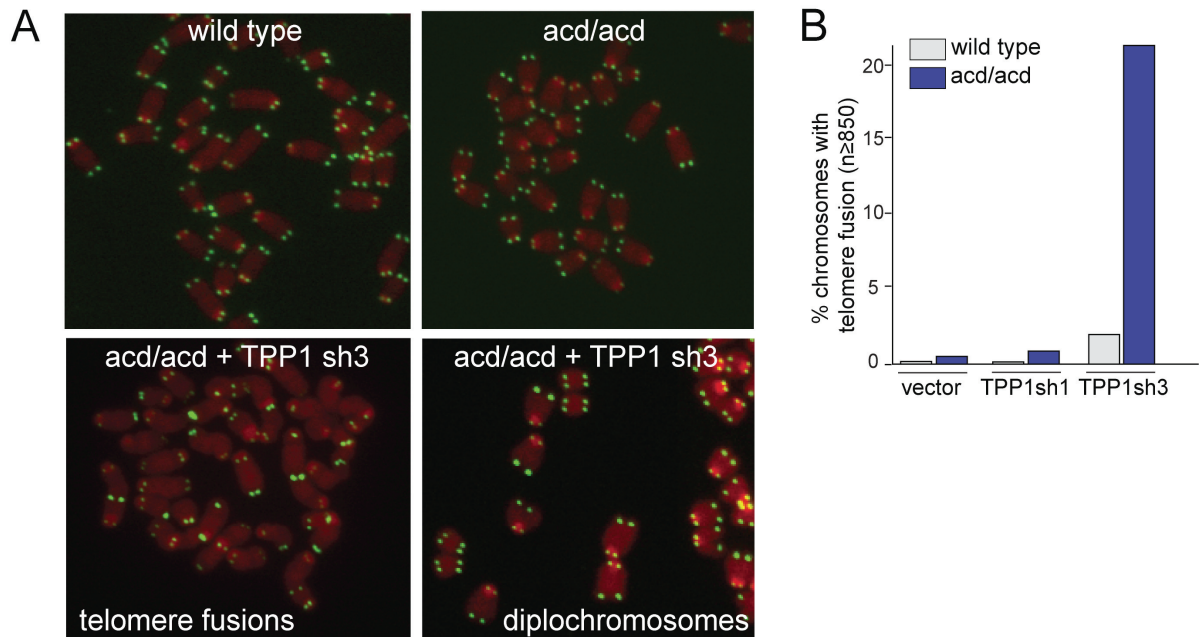 A
wild type
acd/acd
acd/acd + TPP1 sh3
telomere fusions
acd/acd + TPP1 sh3
diplochromosomes
B
wild type
acd/acd
% chromosomes with
telomere fusion (n≥850)
20
15
10
5
0
vector
TPP1sh1
TPP1sh3